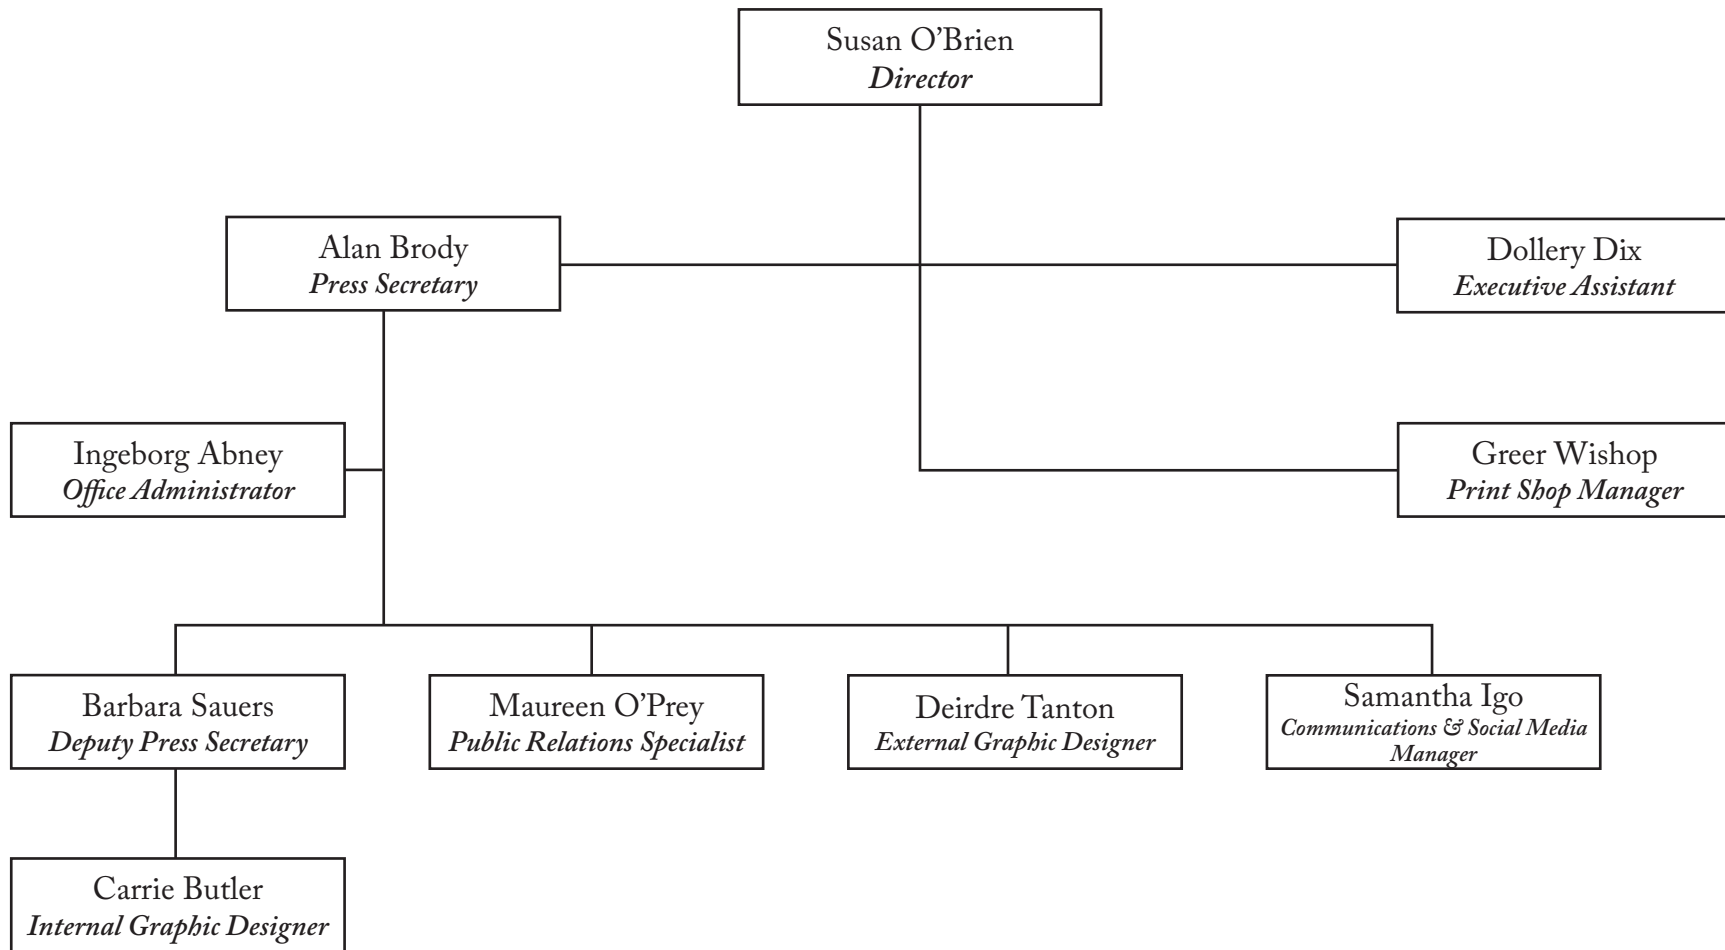 Susan O’Brien
Director
Alan Brody
Press Secretary
Dollery Dix
Executive Assistant
Ingeborg Abney
Office Administrator
Greer Wishop
Print Shop Manager
Barbara Sauers
Deputy Press Secretary
Maureen O’Prey
Public Relations Specialist
Deirdre Tanton
External Graphic Designer
Samantha Igo
Communications & Social Media
Manager
Carrie Butler
Internal Graphic Designer